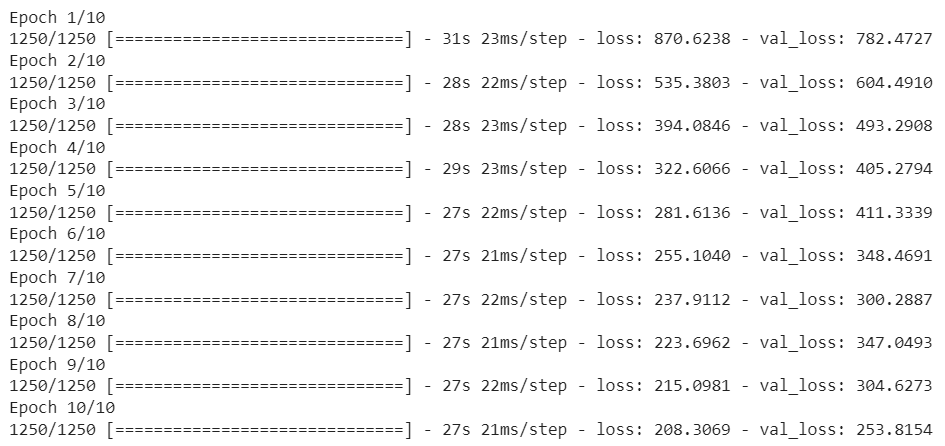 Epoch 1/10
1250/1250 [==============================] - 31s 23ms/step - loss: 870.6238 - val_loss: 782.4727
Epoch 2/10
1250/1250 [==============================] - 28s 22ms/step - loss: 535.3803 - val_loss: 604.4910
Epoch 3/10
1250/1250 [==============================] - 28s 23ms/step - loss: 394.0846 - val_loss: 493.2908
Epoch 4/10
1250/1250 [==============================] - 29s 23ms/step - loss: 322.6066 - val_loss: 405.2794
Epoch 5/10
1250/1250 [==============================] - 27s 22ms/step - loss: 281.6136 - val_loss: 411.3339
Epoch 6/10
1250/1250 [==============================] - 27s 21ms/step - loss: 255.1040 - val_loss: 348.4691
Epoch 7/10
1250/1250 [==============================] - 27s 22ms/step - loss: 237.9112 - val_loss: 300.2887
Epoch 8/10
1250/1250 [==============================] - 27s 21ms/step - loss: 223.6962 - val_loss: 347.0493
Epoch 9/10
1250/1250 [==============================] - 27s 22ms/step - loss: 215.0981 - val_loss: 304.6273
Epoch 10/10
1250/1250 [==============================] - 27s 21ms/step - loss: 208.3069 - val_loss: 253.8154